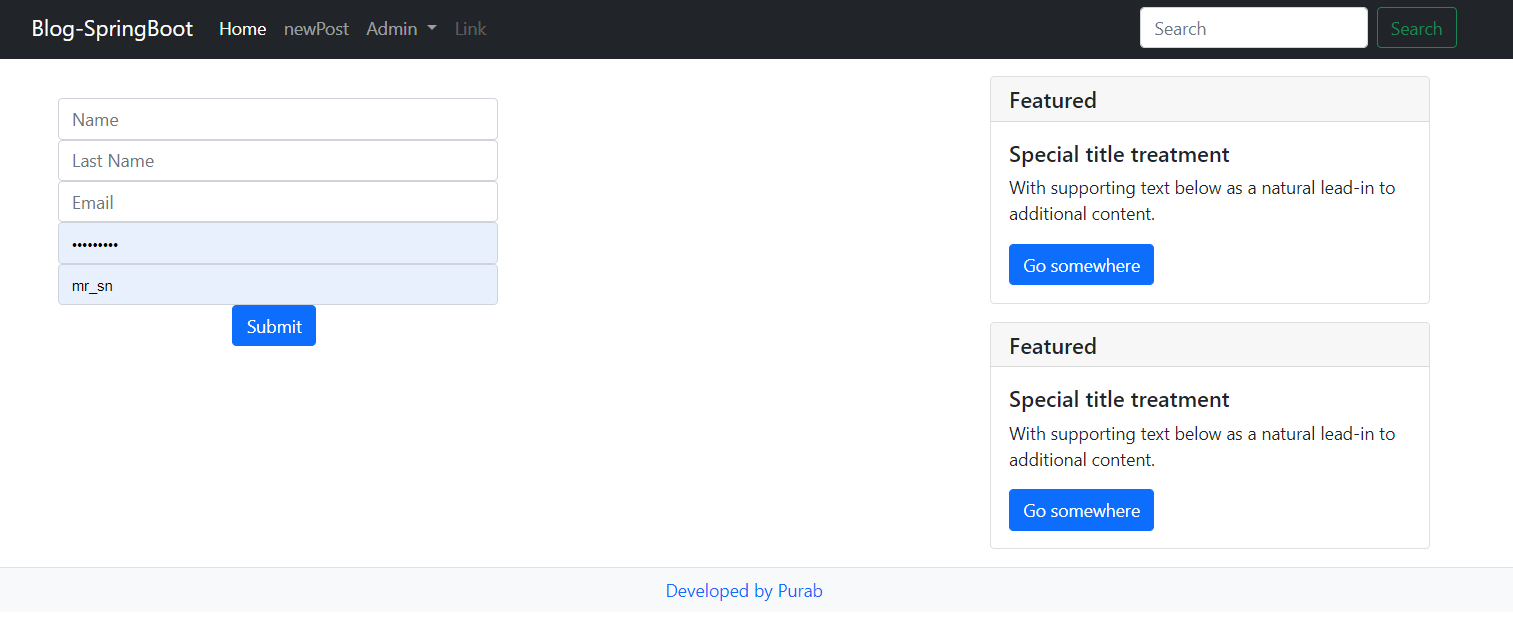 Blog-SpringBoot Home newPost Admin Link Search Search
Name
Last Name
Email
•••••••••
mr_sn
Submit
Featured
Special title treatment
With supporting text below as a natural lead-in to
additional content.
Go somewhere
Featured
Special title treatment
With supporting text below as a natural lead-in to
additional content.
Go somewhere
Developed by Purab